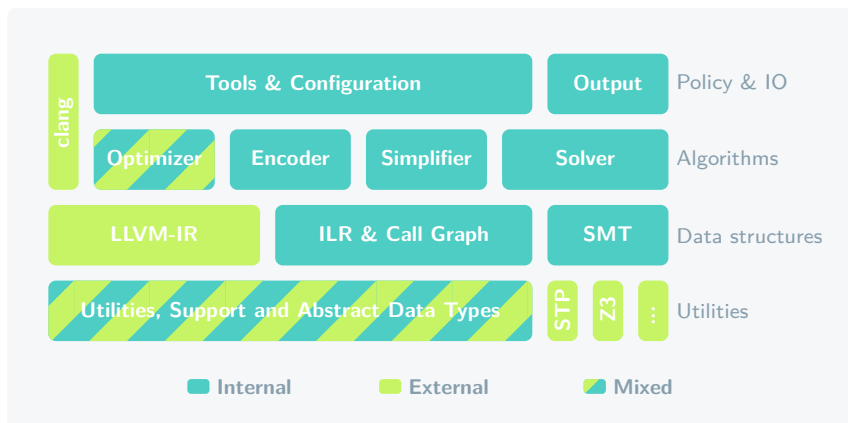 clang
Tools & Configuration
Output
Policy & IO
Optimizer
Encoder
Simplifier
Solver
Algorithms
LLVM-IR
ILR & Call Graph
SMT
Data structures
Utilities, Support and Abstract Data Types
STP
Z3
...
Utilities
Internal
External
Mixed